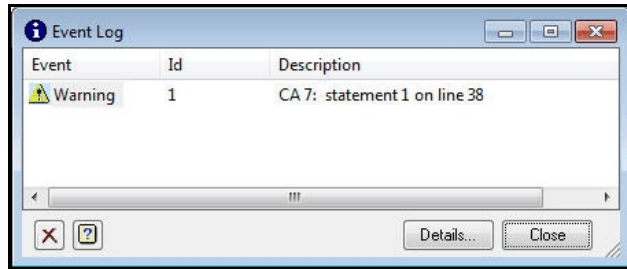 Event Log
Event Id Description
Warning 1 CA 7: statement 1 on line 38
Details... Close